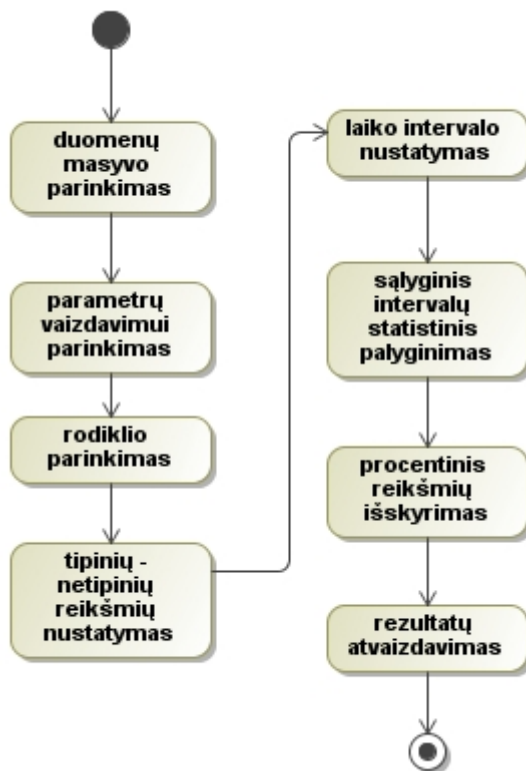 duomenų
masyvo
parinkimas
parametrų
vaizdavimui
parinkimas
rodiklio
parinkimas
tipinių -
netipinių
reikšmių
nustatymas
laiko intervalo
nustatymas
sąlyginis
intervalų
statistinis
palyginimas
procentinis
reikšmių
išskyrimas
rezultatų
atvaizdavimas